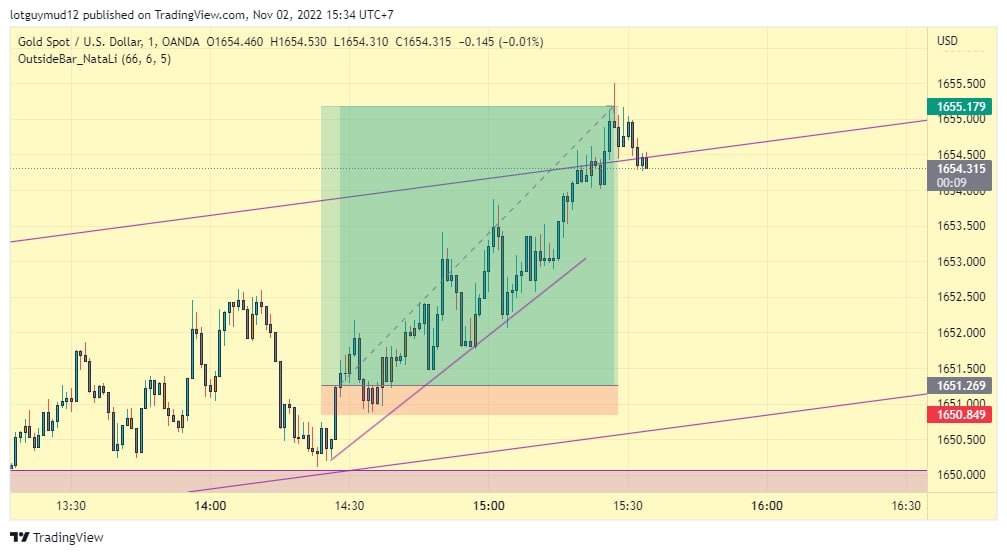 lotguymud12 published on TradingView.com, Nov 02, 2022 15:34 UTC+7
Gold Spot / U.S. Dollar, 1, OANDA O1654.460 H1654.530 L1654.310 C1654.315 −0.145 (−0.01%)
OutsideBar_NataLi (66, 6, 5)
USD
1655.500
1655.179
1655.000
1654.500
1654.315
00:09
1654.000
1653.500
1653.000
1652.500
1652.000
1651.500
1651.269
1651.000
1650.849
1650.500
1650.000
13:30 14:00 14:30 15:00 15:30 16:00 16:30
TradingView